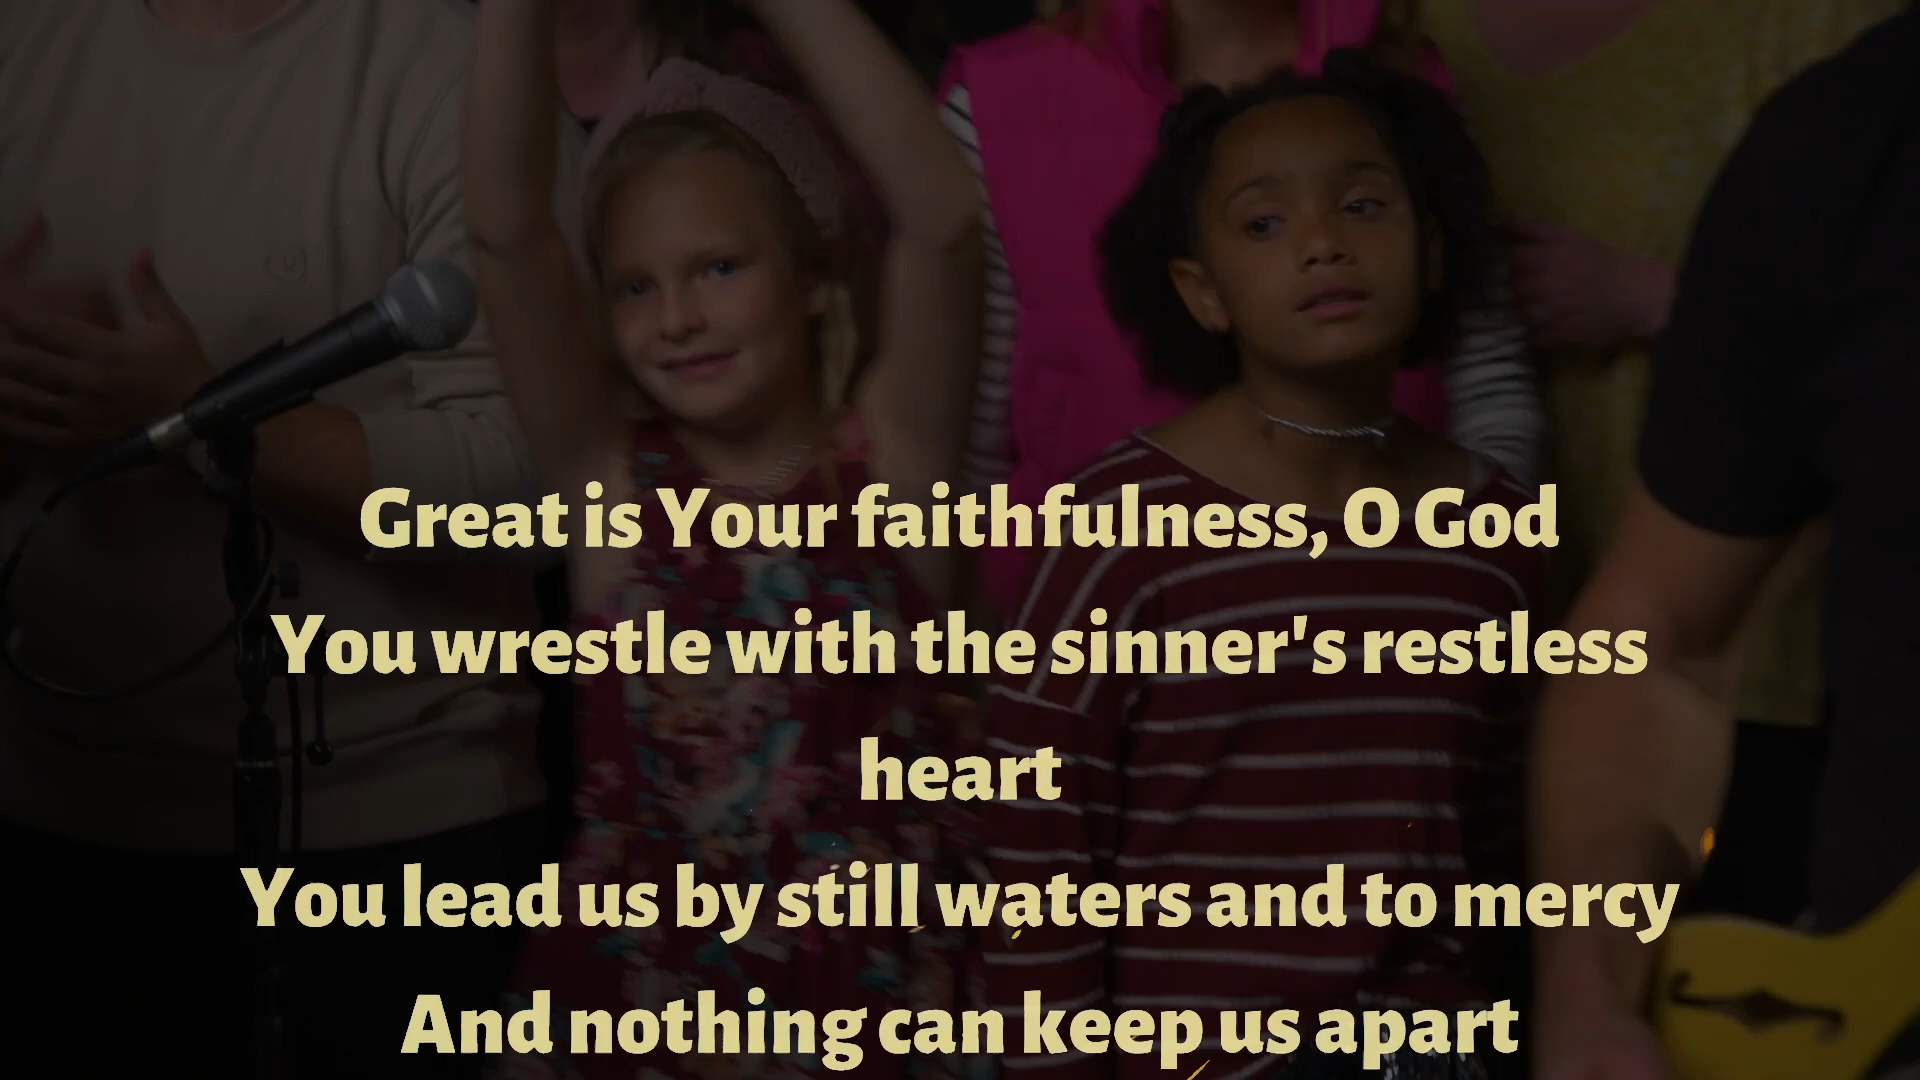 Great is Your faithfulness, O God
You wrestle with the sinner's restless
heart
You lead us by still waters and to mercy
And nothing can keep us apart